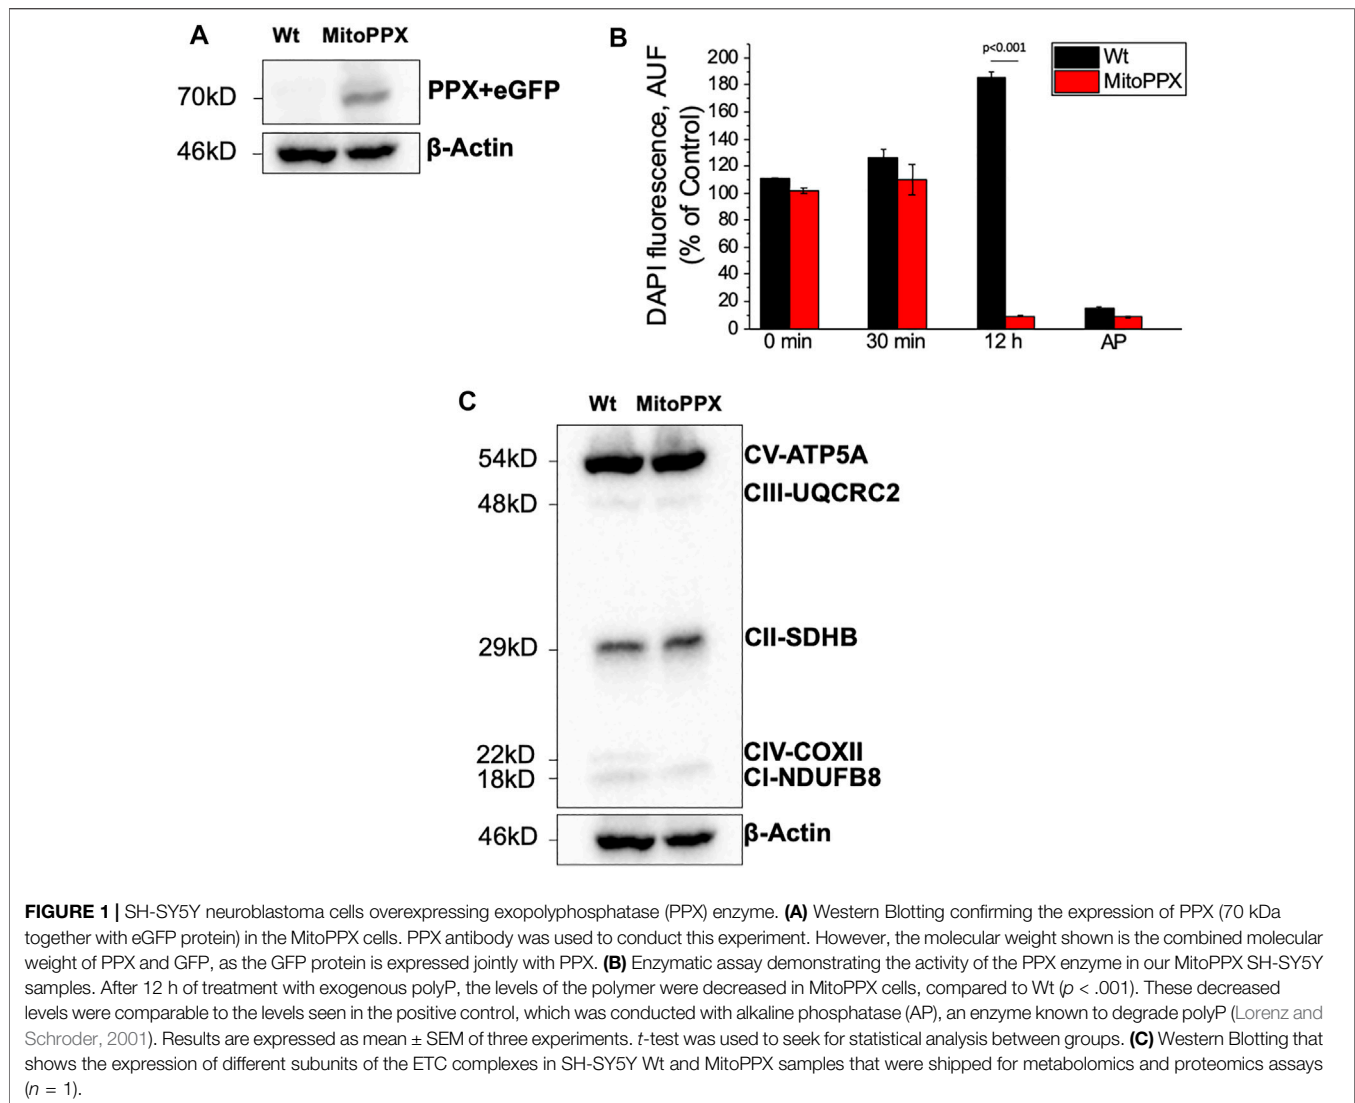 A
Wt MitoPPX
70kD PPX+eGFP
46kD β-Actin
B
DAPI fluorescence, AUF
(% of Control)
200
180
160
140
120
100
80
60
40
20
0
p<0.001
Wt
MitoPPX
0 min 30 min 12 h AP
C
Wt MitoPPX
54kD CV-ATP5A
48kD CIII-UQCRC2
29kD CII-SDHB
22kD CIV-COXII
18kD CI-NDUFB8
46kD β-Actin
FIGURE 1 | SH-SY5Y neuroblastoma cells overexpressing exopolyphosphatase (PPX) enzyme. (A) Western Blotting confirming the expression of PPX (70 kDa
together with eGFP protein) in the MitoPPX cells. PPX antibody was used to conduct this experiment. However, the molecular weight shown is the combined molecular
weight of PPX and GFP, as the GFP protein is expressed jointly with PPX. (B) Enzymatic assay demonstrating the activity of the PPX enzyme in our MitoPPX SH-SY5Y
samples. After 12 h of treatment with exogenous polyP, the levels of the polymer were decreased in MitoPPX cells, compared to Wt (p < .001). These decreased
levels were comparable to the levels seen in the positive control, which was conducted with alkaline phosphatase (AP), an enzyme known to degrade polyP (Lorenz and
Schroder, 2001). Results are expressed as mean ± SEM of three experiments. t-test was used to seek for statistical analysis between groups. (C) Western Blotting that
shows the expression of different subunits of the ETC complexes in SH-SY5Y Wt and MitoPPX samples that were shipped for metabolomics and proteomics assays
(n = 1).